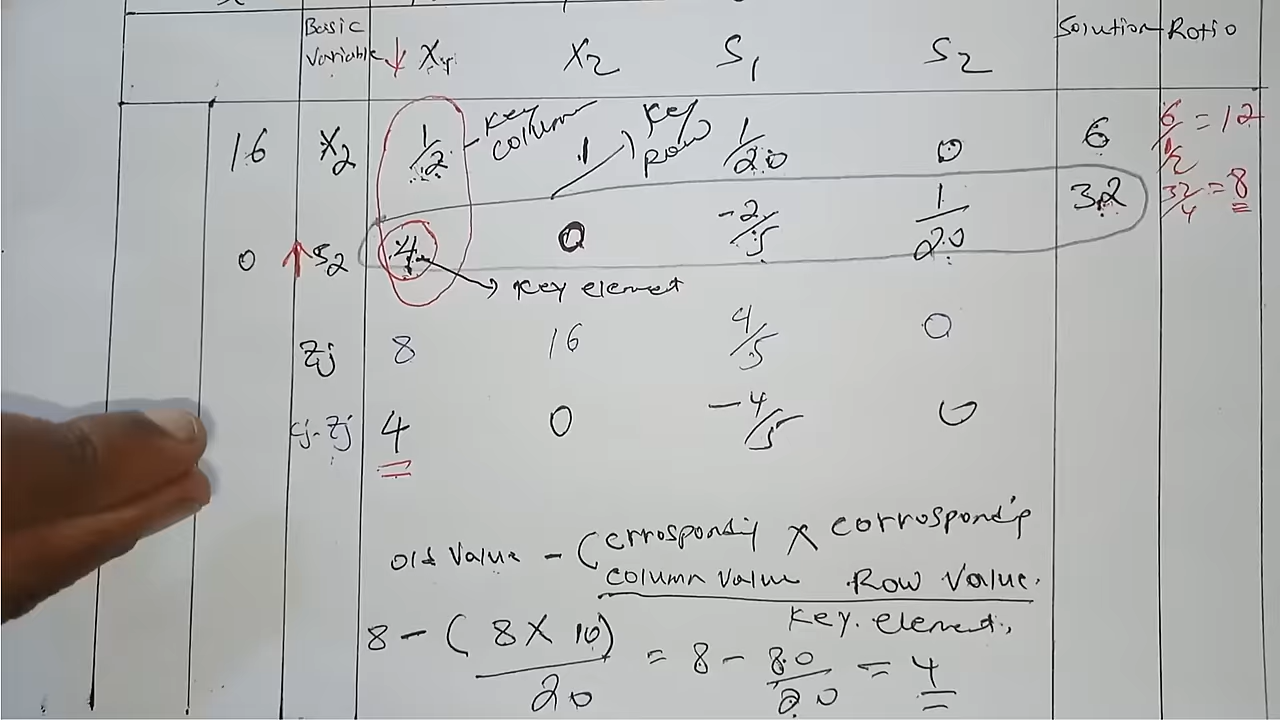 Basic Variable ↓ X₁ X₂ S₁ S₂ Solution Ratio
16 X₂ 1/2 1 1/20 0 6 6/1/2 = 12
Key column
Key Row
0 ↑ S₂ 4 0 -2/5 1/20 32 32/4 = 8
Key element
Zj 8 16 4/5 0
cj-Zj 4 0 -4/5 0
Old Value - (Corrospondig column value X corrospondig Row Value.
Key. element.
8 - (8 X 10)/20 = 8 - 80/20 = 4